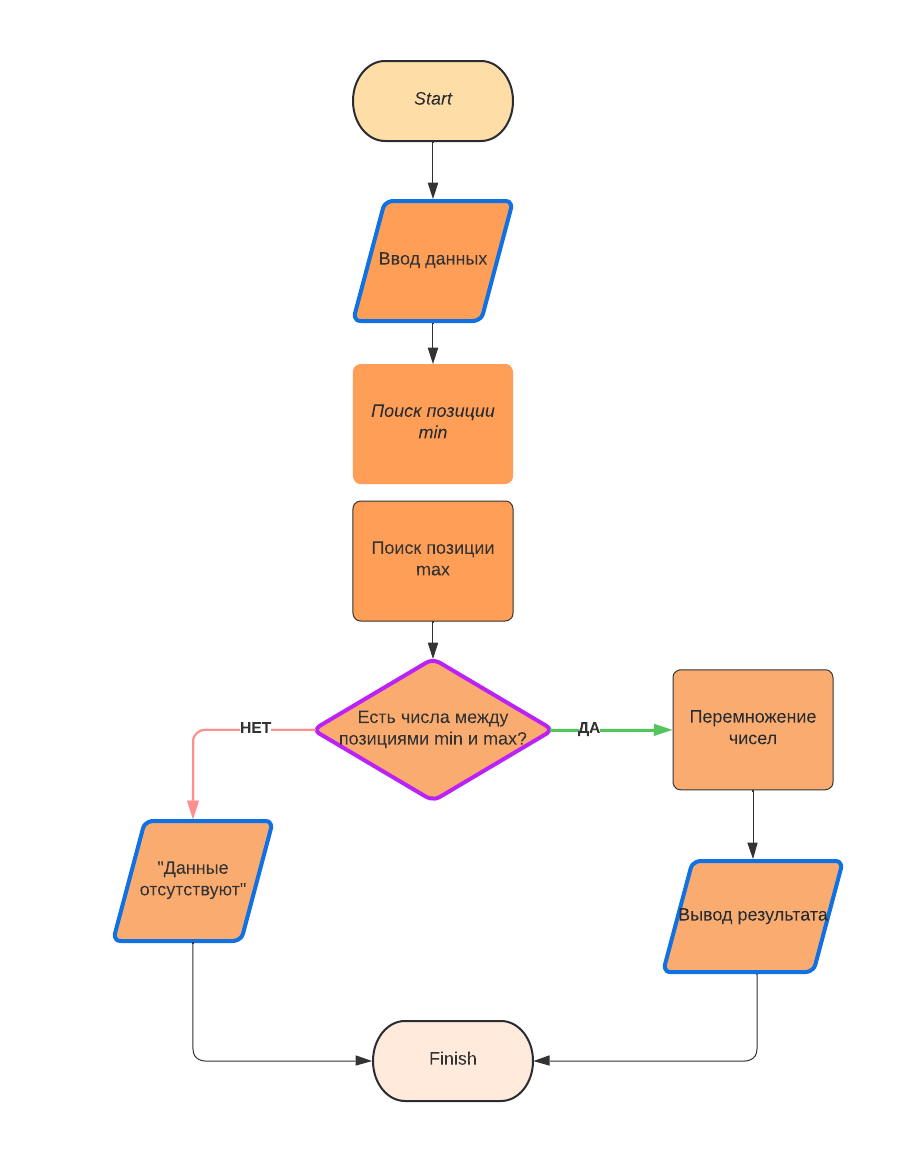 Start
Ввод данных
Поиск позиции
min
Поиск позиции
max
Есть числа между
позициями min и max?
НЕТ
ДА
Перемножение
чисел
"Данные
отсутствуют"
Вывод результата
Finish